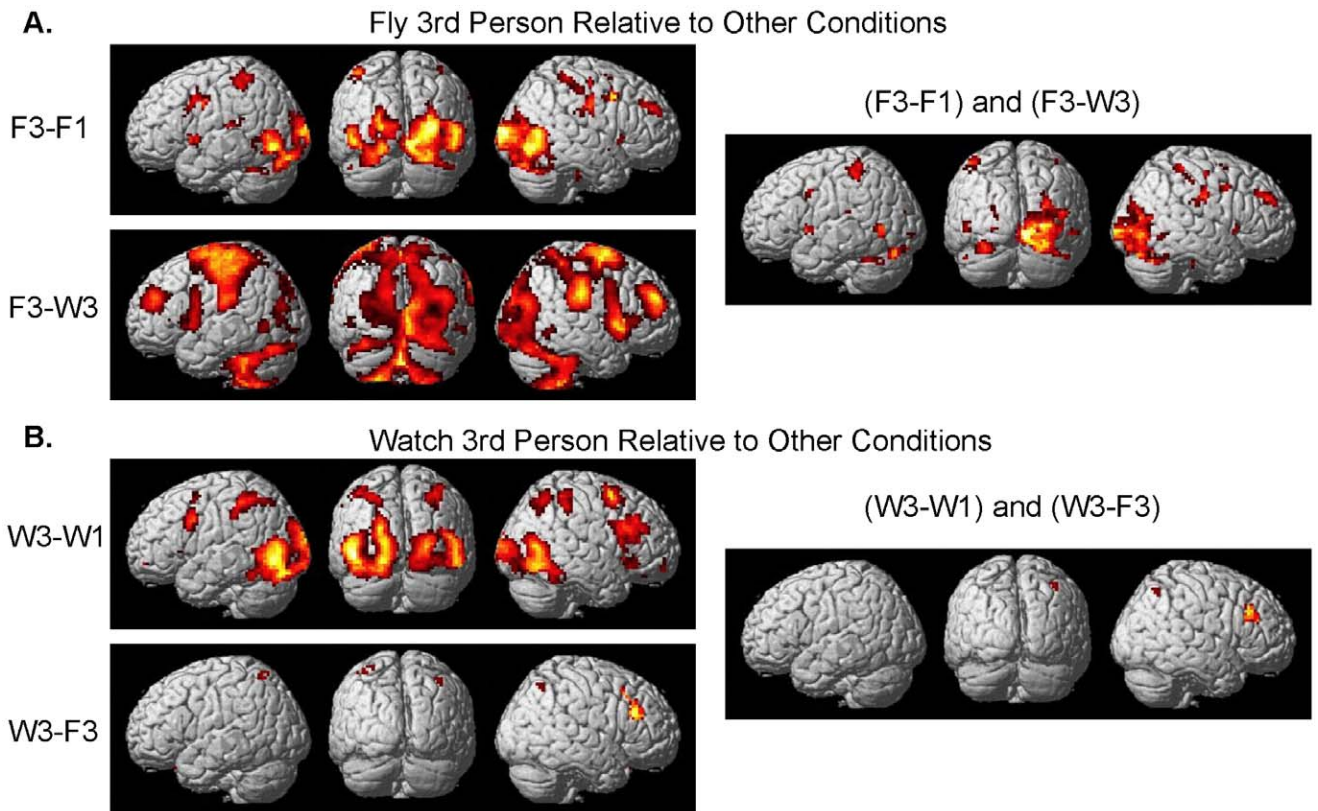 A.
Fly 3rd Person Relative to Other Conditions
F3-F1
(F3-F1) and (F3-W3)
F3-W3
B.
Watch 3rd Person Relative to Other Conditions
W3-W1
(W3-W1) and (W3-F3)
W3-F3